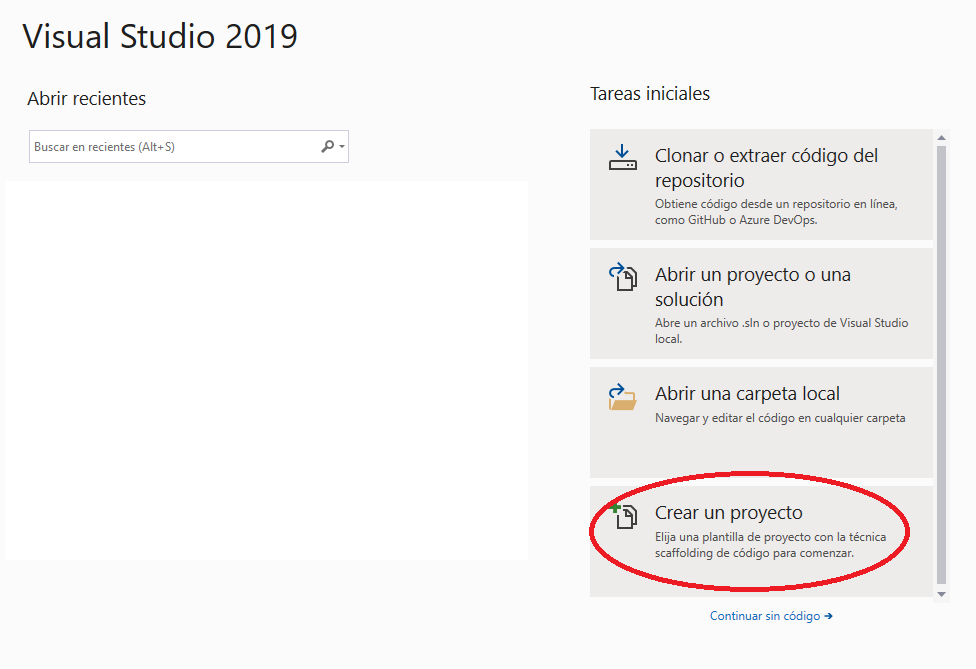 Visual Studio 2019
Abrir recientes
Buscar en recientes (Alt+S)
Tareas iniciales
Clonar o extraer código del
repositorio
Obtiene código desde un repositorio en línea,
como GitHub o Azure DevOps.
Abrir un proyecto o una
solución
Abre un archivo .sln o proyecto de Visual Studio
local.
Abrir una carpeta local
Navegar y editar el código en cualquier carpeta
Crear un proyecto
Elija una plantilla de proyecto con la técnica
scaffolding de código para comenzar.
Continuar sin código →